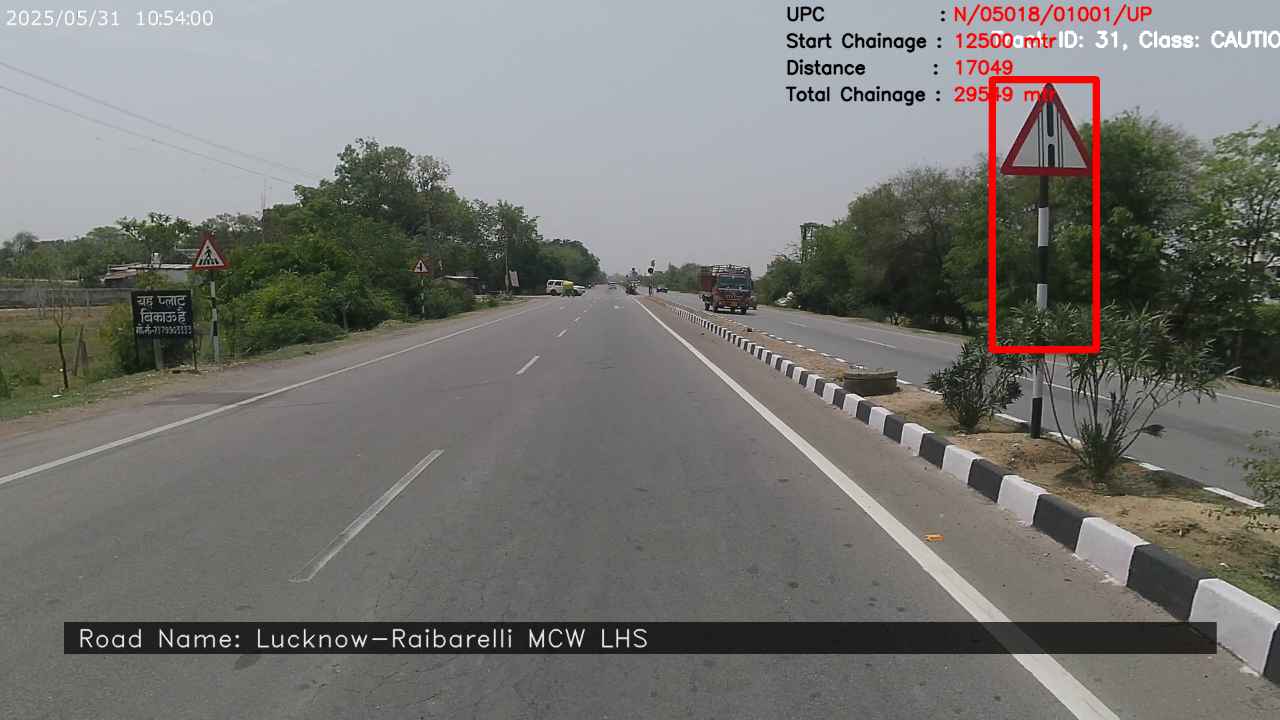 2025/05/31 10:54:00
UPC : N/05018/01001/UP
Start Chainage : 12500 mtr
Track ID: 31, Class: CAUTIO
Distance : 17049
Total Chainage : 29549 mtr
यह प्लाट
बिकाऊ है
Road Name: Lucknow-Raibarelli MCW LHS